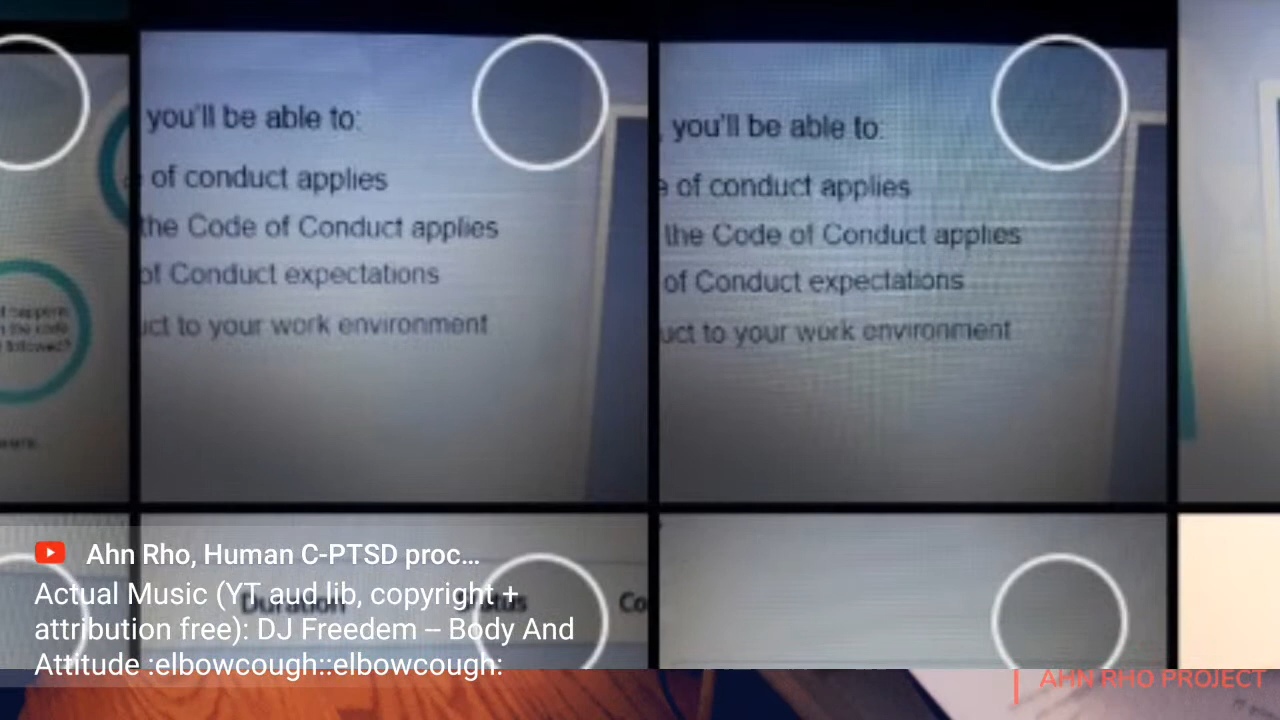 you'll be able to:
of conduct applies
the Code of Conduct applies
of Conduct expectations
uct to your work environment
, you'll be able to:
e of conduct applies
the Code of Conduct applies
of Conduct expectations
uct to your work environment
followed?
Duration
Co
Ahn Rho, Human C-PTSD proc...
Actual Music (YT aud lib, copyright +
attribution free): DJ Freedem – Body And
Attitude :elbowcough::elbowcough:
AHN RHO PROJECT